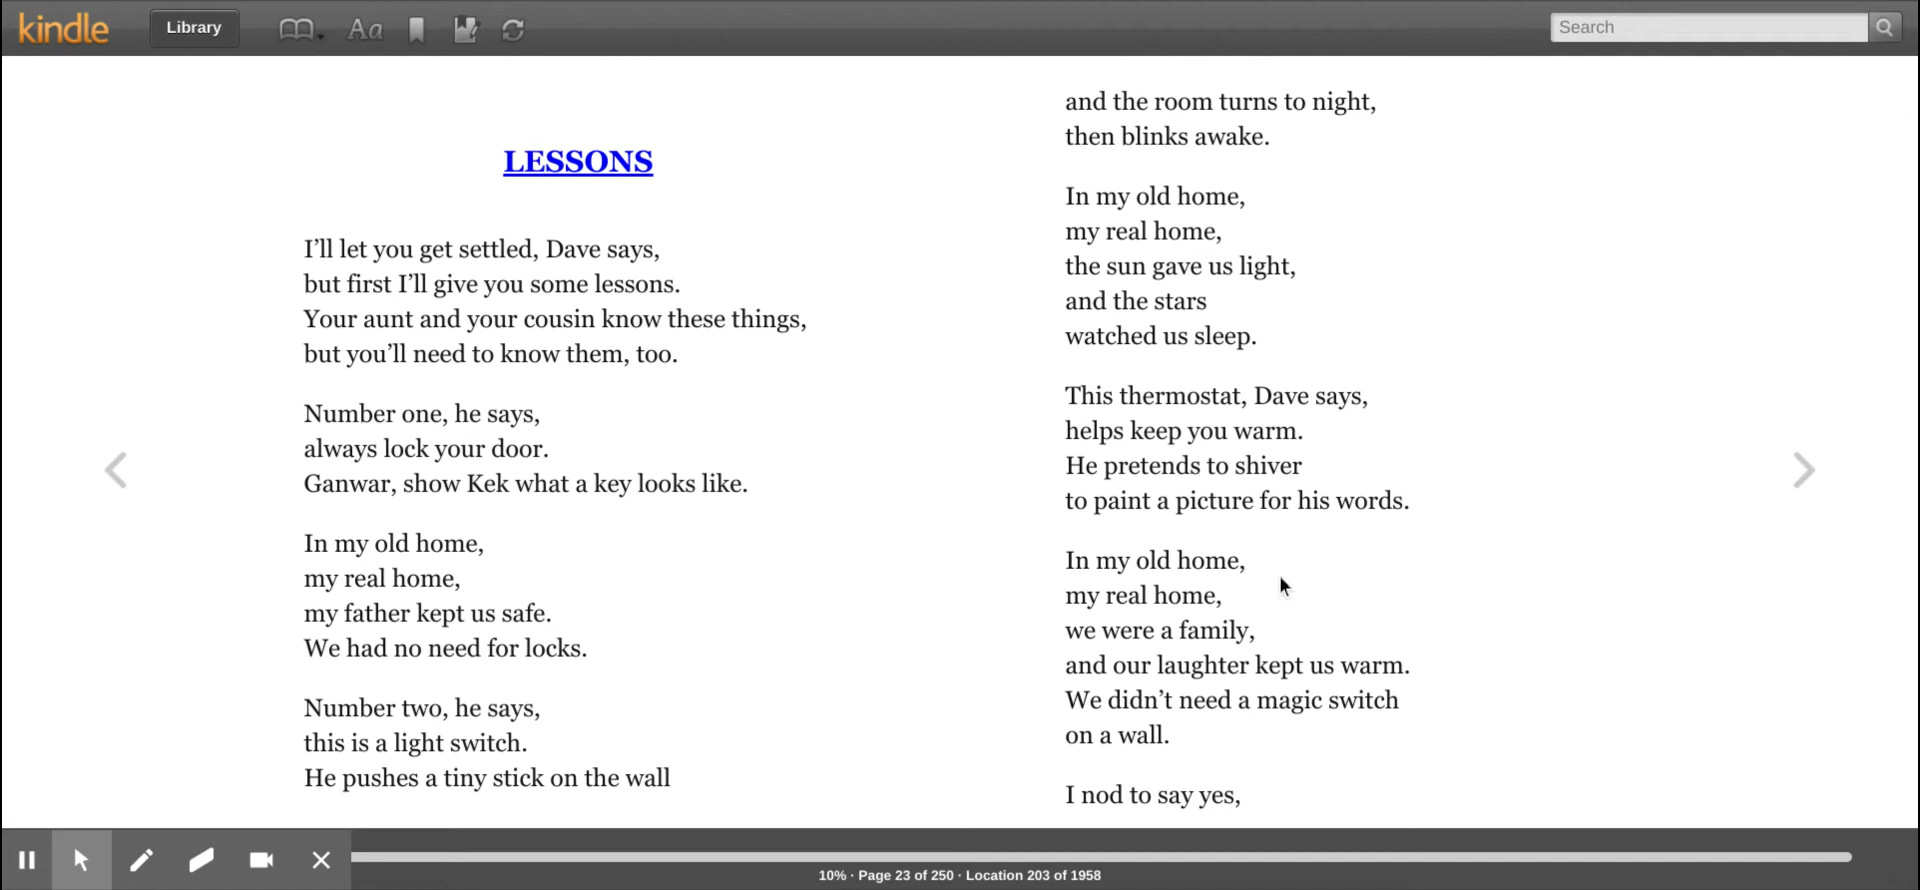 kindle
Library
Aa
Search
LESSONS
I’ll let you get settled, Dave says,
but first I’ll give you some lessons.
Your aunt and your cousin know these things,
but you’ll need to know them, too.
Number one, he says,
always lock your door.
Ganwar, show Kek what a key looks like.
In my old home,
my real home,
my father kept us safe.
We had no need for locks.
Number two, he says,
this is a light switch.
He pushes a tiny stick on the wall
and the room turns to night,
then blinks awake.
In my old home,
my real home,
the sun gave us light,
and the stars
watched us sleep.
This thermostat, Dave says,
helps keep you warm.
He pretends to shiver
to paint a picture for his words.
In my old home,
my real home,
we were a family,
and our laughter kept us warm.
We didn’t need a magic switch
on a wall.
I nod to say yes,
10% · Page 23 of 250 · Location 203 of 1958